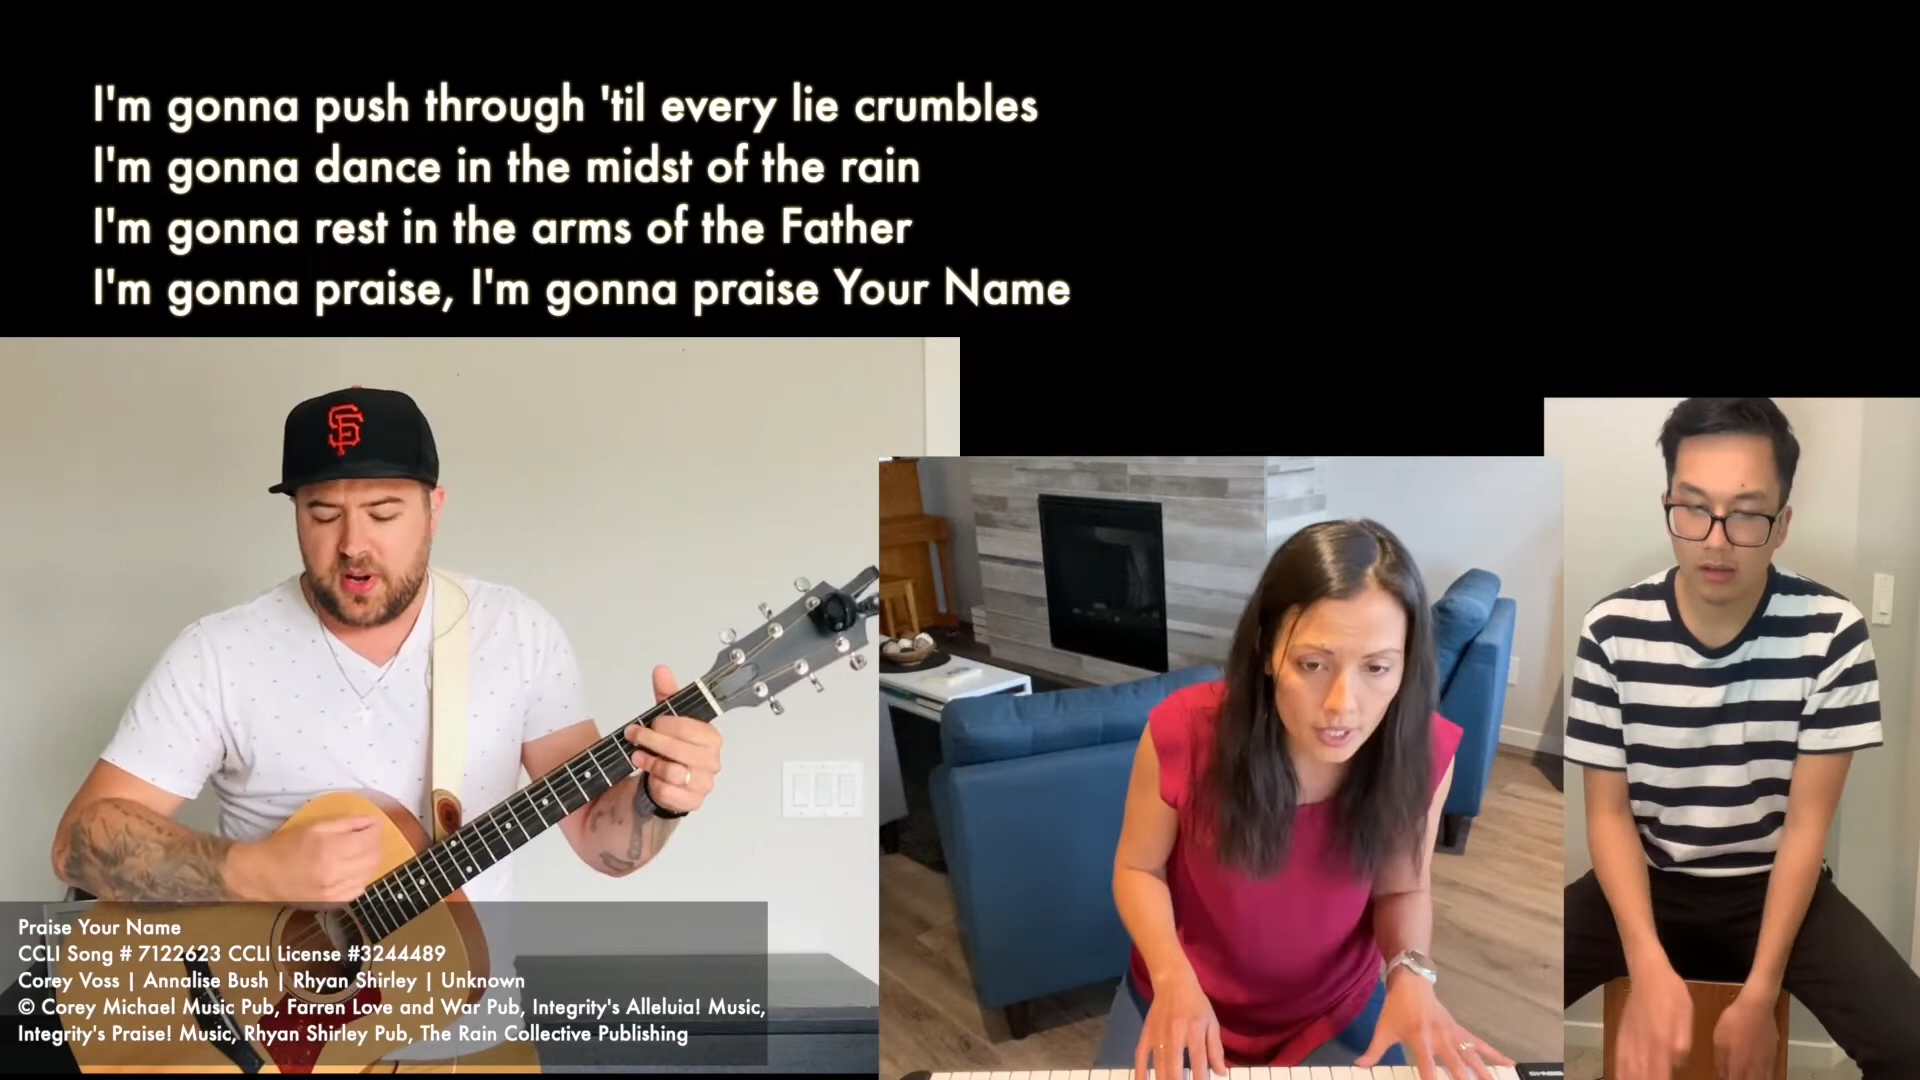 I'm gonna push through 'til every lie crumbles
I'm gonna dance in the midst of the rain
I'm gonna rest in the arms of the Father
I'm gonna praise, I'm gonna praise Your Name
SF
Praise Your Name
CCLI Song # 7122623 CCLI License #3244489
Corey Voss | Annalise Bush | Rhyan Shirley | Unknown
© Corey Michael Music Pub, Farren Love and War Pub, Integrity's Alleluia! Music,
Integrity's Praise! Music, Rhyan Shirley Pub, The Rain Collective Publishing